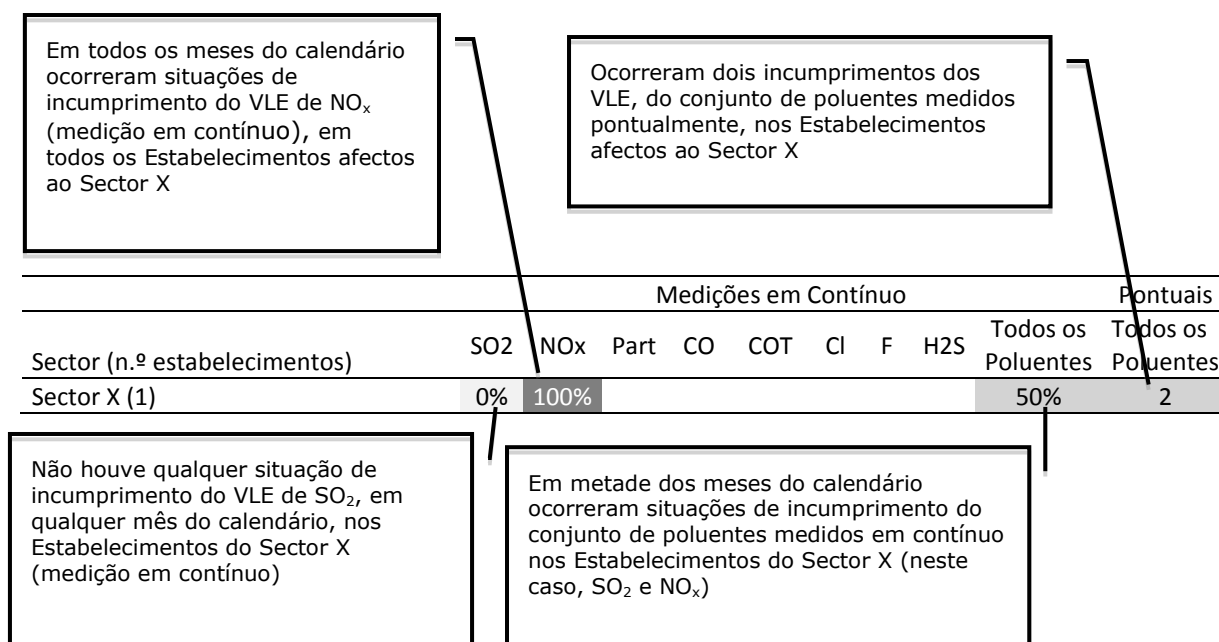 Em todos os meses do calendário
ocorreram situações de
incumprimento do VLE de NOx
(medição em contínuo), em
todos os Estabelecimentos afectos
ao Sector X
Ocorreram dois incumprimentos dos
VLE, do conjunto de poluentes medidos
pontualmente, nos Estabelecimentos
afectos ao Sector X
Medições em Contínuo Pontuais
Sector (n.º estabelecimentos) SO2 NOx Part CO COT Cl F H2S Todos os Poluentes Todos os Poluentes
Sector X (1) 0% 100% 50% 2
Não houve qualquer situação de
incumprimento do VLE de SO2, em
qualquer mês do calendário, nos
Estabelecimentos do Sector X
(medição em contínuo)
Em metade dos meses do calendário
ocorreram situações de incumprimento do
conjunto de poluentes medidos em contínuo
nos Estabelecimentos do Sector X (neste
caso, SO2 e NOx)